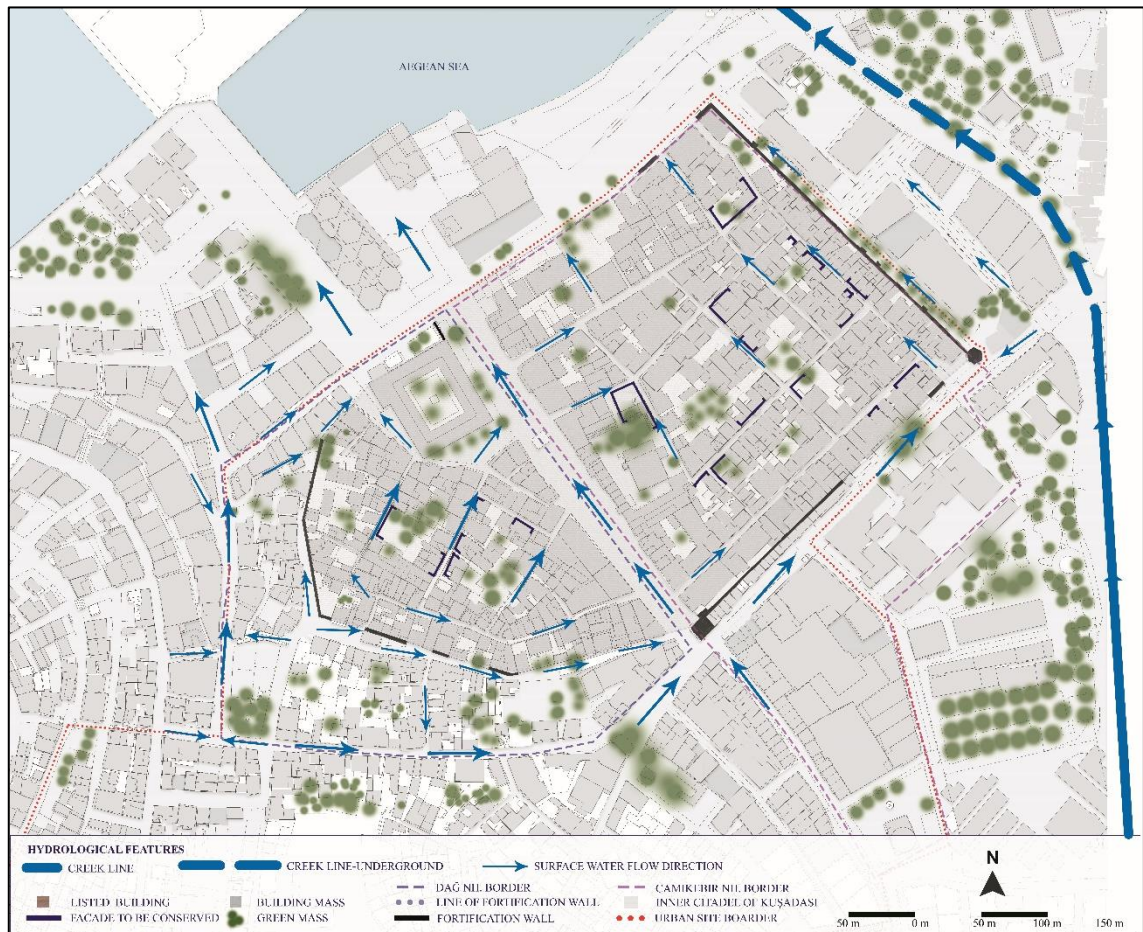 AEGEAN SEA
HYDROLOGICAL FEATURES
CREEK LINE
CREEK LINE-UNDERGROUND
SURFACE WATER FLOW DIRECTION
LISTED BUILDING
BUILDING MASS
DAĞ NH. BORDER
ÇAMIKEBIR NH. BORDER
LINE OF FORTIFICATION WALL
INNER CITADEL OF KUŞADASI
FACADE TO BE CONSERVED
GREEN MASS
FORTIFICATION WALL
URBAN SITE BOARDER
N
50 m 0 m 50 m 100 m 150 m